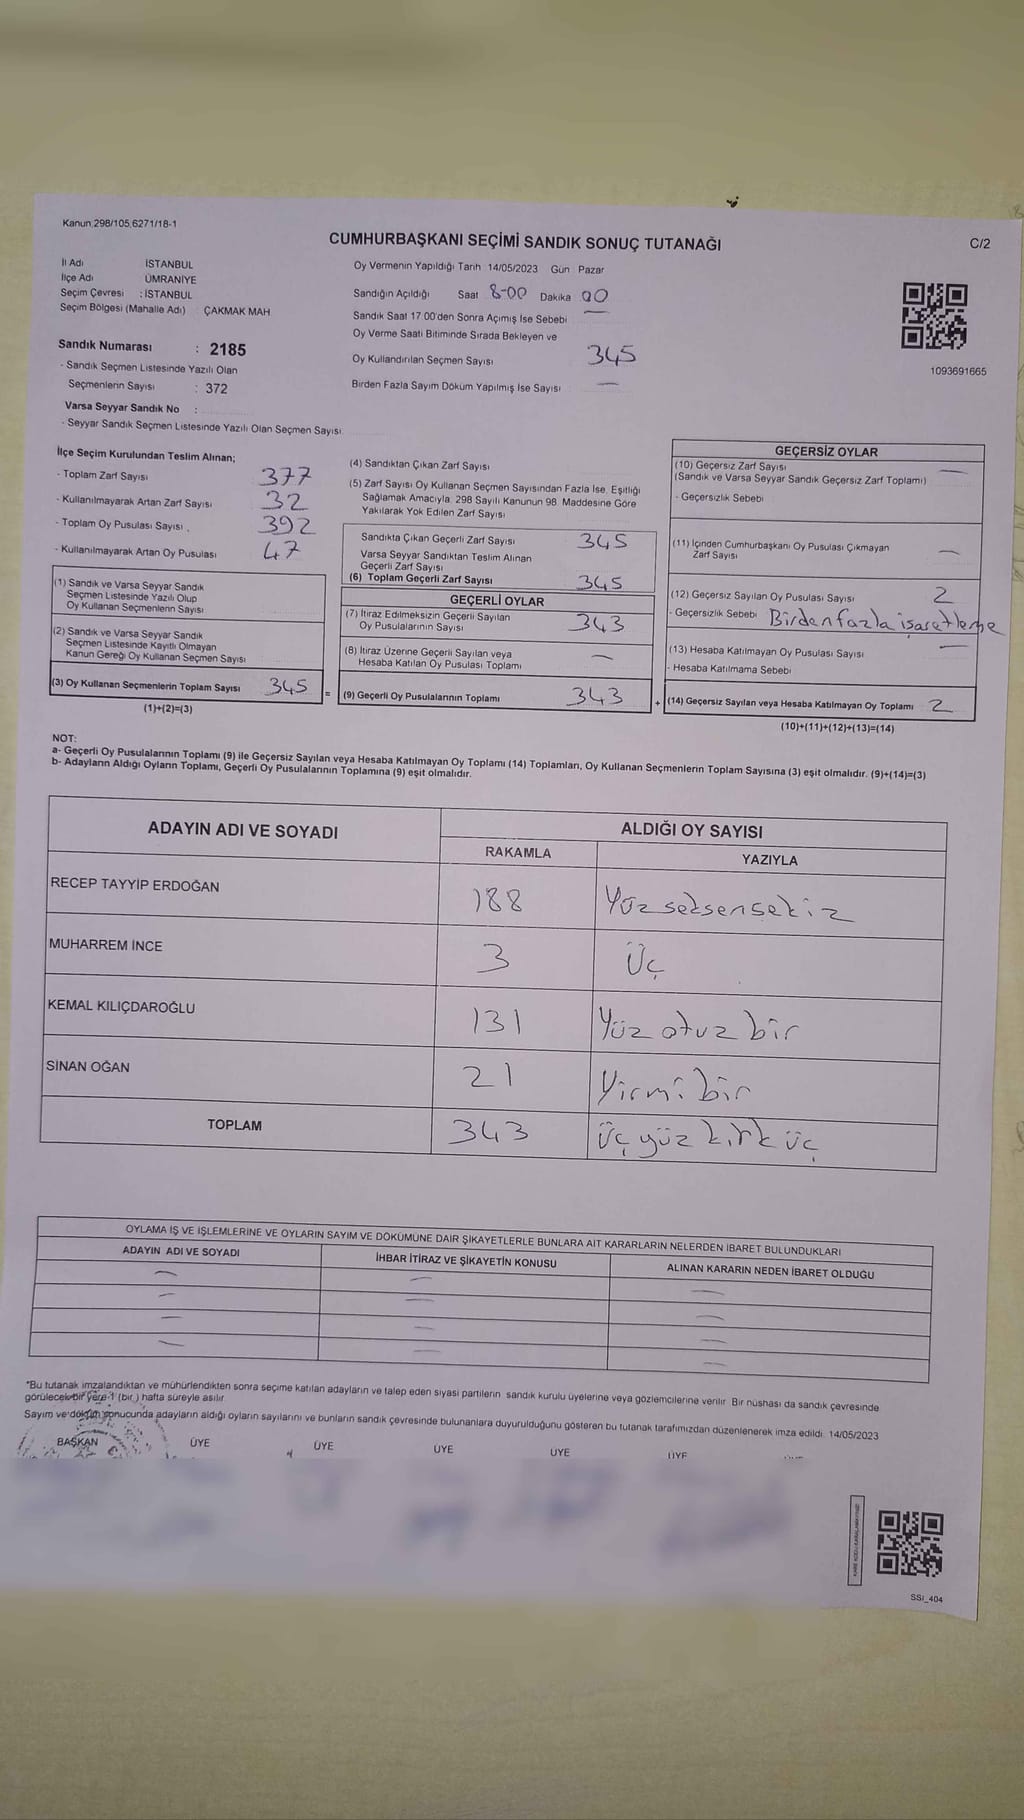 Kanun 298/105,6271/18-1
CUMHURBAŞKANI SEÇİMİ SANDIK SONUÇ TUTANAĞI
C/2
İl Adı İSTANBUL
İlçe Adı ÜMRANİYE
Seçim Çevresi : İSTANBUL
Seçim Bölgesi (Mahalle Adı) ÇAKMAK MAH
Oy Vermenin Yapıldığı Tarih 14/05/2023 Gün Pazar
Sandığın Açıldığı Saat 8-00 Dakika 00
Sandık Saat 17 00'den Sonra Açımış İse Sebebi —
Oy Verme Saati Bitiminde Sırada Bekleyen ve
Oy Kullandırılan Seçmen Sayısı 345
Birden Fazla Sayım Döküm Yapılmış İse Sayısı —
1093691665
Sandık Numarası : 2185
- Sandık Seçmen Listesinde Yazılı Olan
Seçmenlerin Sayısı : 372
Varsa Seyyar Sandık No :
- Seyyar Sandık Seçmen Listesinde Yazılı Olan Seçmen Sayısı
İlçe Seçim Kurulundan Teslim Alınan;
- Toplam Zarf Sayısı 377
- Kullanılmayarak Artan Zarf Sayısı 32
- Toplam Oy Pusulası Sayısı 392
- Kullanılmayarak Artan Oy Pusulası 47
(1) Sandık ve Varsa Seyyar Sandık
Seçmen Listesinde Yazılı Olup
Oy Kullanan Seçmenlerin Sayısı
(2) Sandık ve Varsa Seyyar Sandık
Seçmen Listesinde Kayıtlı Olmayan
Kanun Gereği Oy Kullanan Seçmen Sayısı
(3) Oy Kullanan Seçmenlerin Toplam Sayısı 345 =
(1)+(2)=(3)
(4) Sandıktan Çıkan Zarf Sayısı
(5) Zarf Sayısı Oy Kullanan Seçmen Sayısından Fazla İse, Eşitliği
Sağlamak Amacıyla 298 Sayılı Kanunun 98. Maddesine Göre
Yakılarak Yok Edilen Zarf Sayısı
Sandıkta Çıkan Geçerli Zarf Sayısı 345
Varsa Seyyar Sandıktan Teslim Alınan
Geçerli Zarf Sayısı
(6) Toplam Geçerli Zarf Sayısı 345
GEÇERLİ OYLAR
(7) İtiraz Edilmeksizin Geçerli Sayılan
Oy Pusulalarının Sayısı 343
(8) İtiraz Üzerine Geçerli Sayılan veya
Hesaba Katılan Oy Pusulası Toplamı —
(9) Geçerli Oy Pusulalarının Toplamı 343 +
GEÇERSİZ OYLAR
(10) Geçersiz Zarf Sayısı —
(Sandık ve Varsa Seyyar Sandık Geçersiz Zarf Toplamı)
- Geçersizlik Sebebi
(11) İçinden Cumhurbaşkanı Oy Pusulası Çıkmayan
Zarf Sayısı —
(12) Geçersiz Sayılan Oy Pusulası Sayısı 2
- Geçersizlik Sebebi Birden fazla işaretleme
(13) Hesaba Katılmayan Oy Pusulası Sayısı —
- Hesaba Katılmama Sebebi
(14) Geçersiz Sayılan veya Hesaba Katılmayan Oy Toplamı 2
(10)+(11)+(12)+(13)=(14)
NOT:
a- Geçerli Oy Pusulalarının Toplamı (9) ile Geçersiz Sayılan veya Hesaba Katılmayan Oy Toplamı (14) Toplamları, Oy Kullanan Seçmenlerin Toplam Sayısına (3) eşit olmalıdır. (9)+(14)=(3)
b- Adayların Aldığı Oyların Toplamı, Geçerli Oy Pusulalarının Toplamına (9) eşit olmalıdır.
ADAYIN ADI VE SOYADI ALDIĞI OY SAYISI
RAKAMLA YAZIYLA
RECEP TAYYİP ERDOĞAN 188 Yüz seksen sekiz
MUHARREM İNCE 3 Üç
KEMAL KILIÇDAROĞLU 131 Yüz otuz bir
SİNAN OĞAN 21 Yirmi bir
TOPLAM 343 Üç yüz kırk üç
OYLAMA İŞ VE İŞLEMLERİNE VE OYLARIN SAYIM VE DÖKÜMÜNE DAİR ŞİKAYETLERLE BUNLARA AİT KARARLARIN NELERDEN İBARET BULUNDUKLARI
ADAYIN ADI VE SOYADI İHBAR İTİRAZ VE ŞİKAYETİN KONUSU ALINAN KARARIN NEDEN İBARET OLDUĞU
— — —
— — —
— — —
— — —
*Bu tutanak imzalandıktan ve mühürlendikten sonra seçime katılan adayların ve talep eden siyasi partilerin sandık kurulu üyelerine veya gözlemcilerine verilir. Bir nüshası da sandık çevresinde
görülecek bir yere 1 (bir) hafta süreyle asılır.
Sayım ve döküm sonucunda adayların aldığı oyların sayılarını ve bunların sandık çevresinde bulunanlara duyurulduğunu gösteren bu tutanak tarafımızdan düzenlenerek imza edildi. 14/05/2023
BAŞKAN ÜYE ÜYE ÜYE ÜYE ÜYE
SSI_404